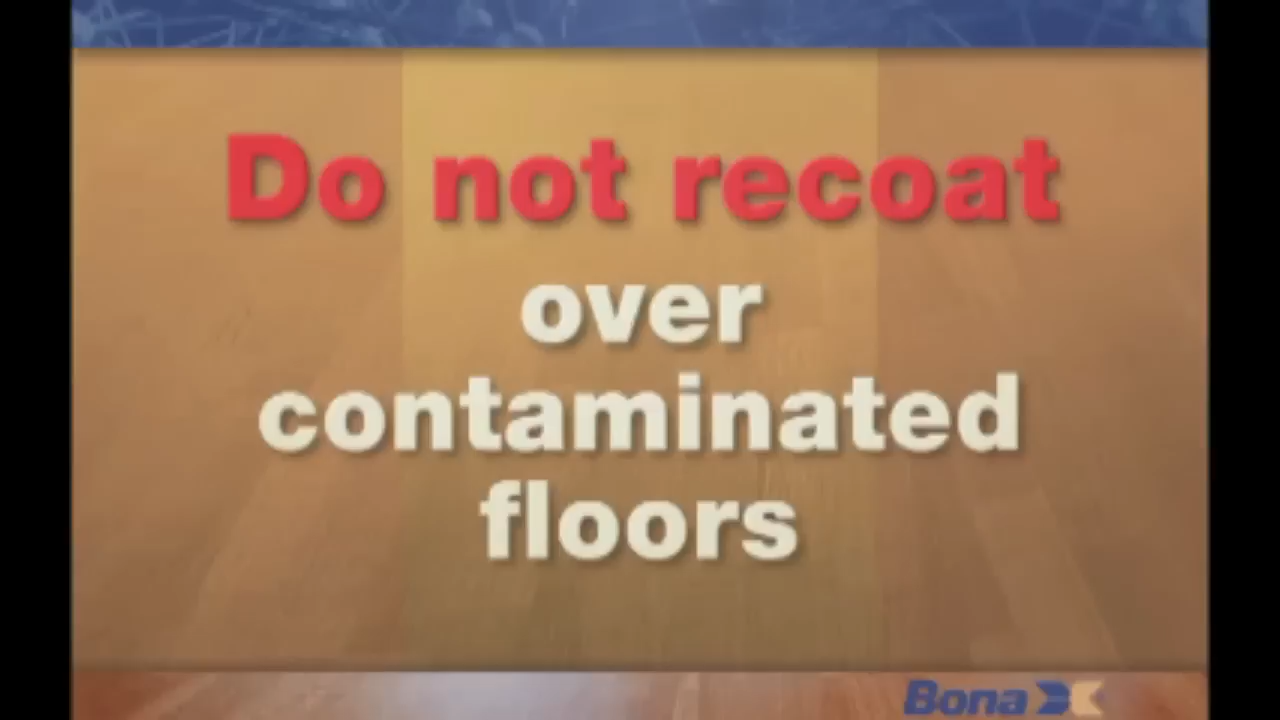 Do not recoat
over
contaminated
floors
Bona